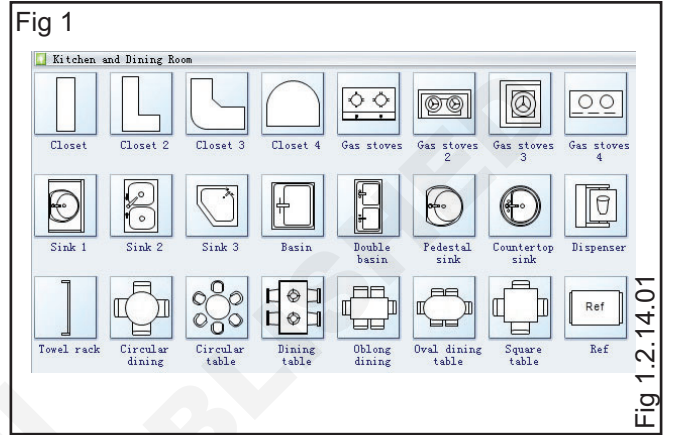 Fig 1
Kitchen and Dining Room
Closet
Closet 2
Closet 3
Closet 4
Gas stoves
Gas stoves
2
Gas stoves
3
Gas stoves
4
Sink 1
Sink 2
Sink 3
Basin
Double
basin
Pedestal
sink
Countertop
sink
Dispenser
Towel rack
Circular
dining
Circular
table
Dining
table
Oblong
dining
Oval dining
table
Square
table
Ref
Ref
Fig 1.2.14.01